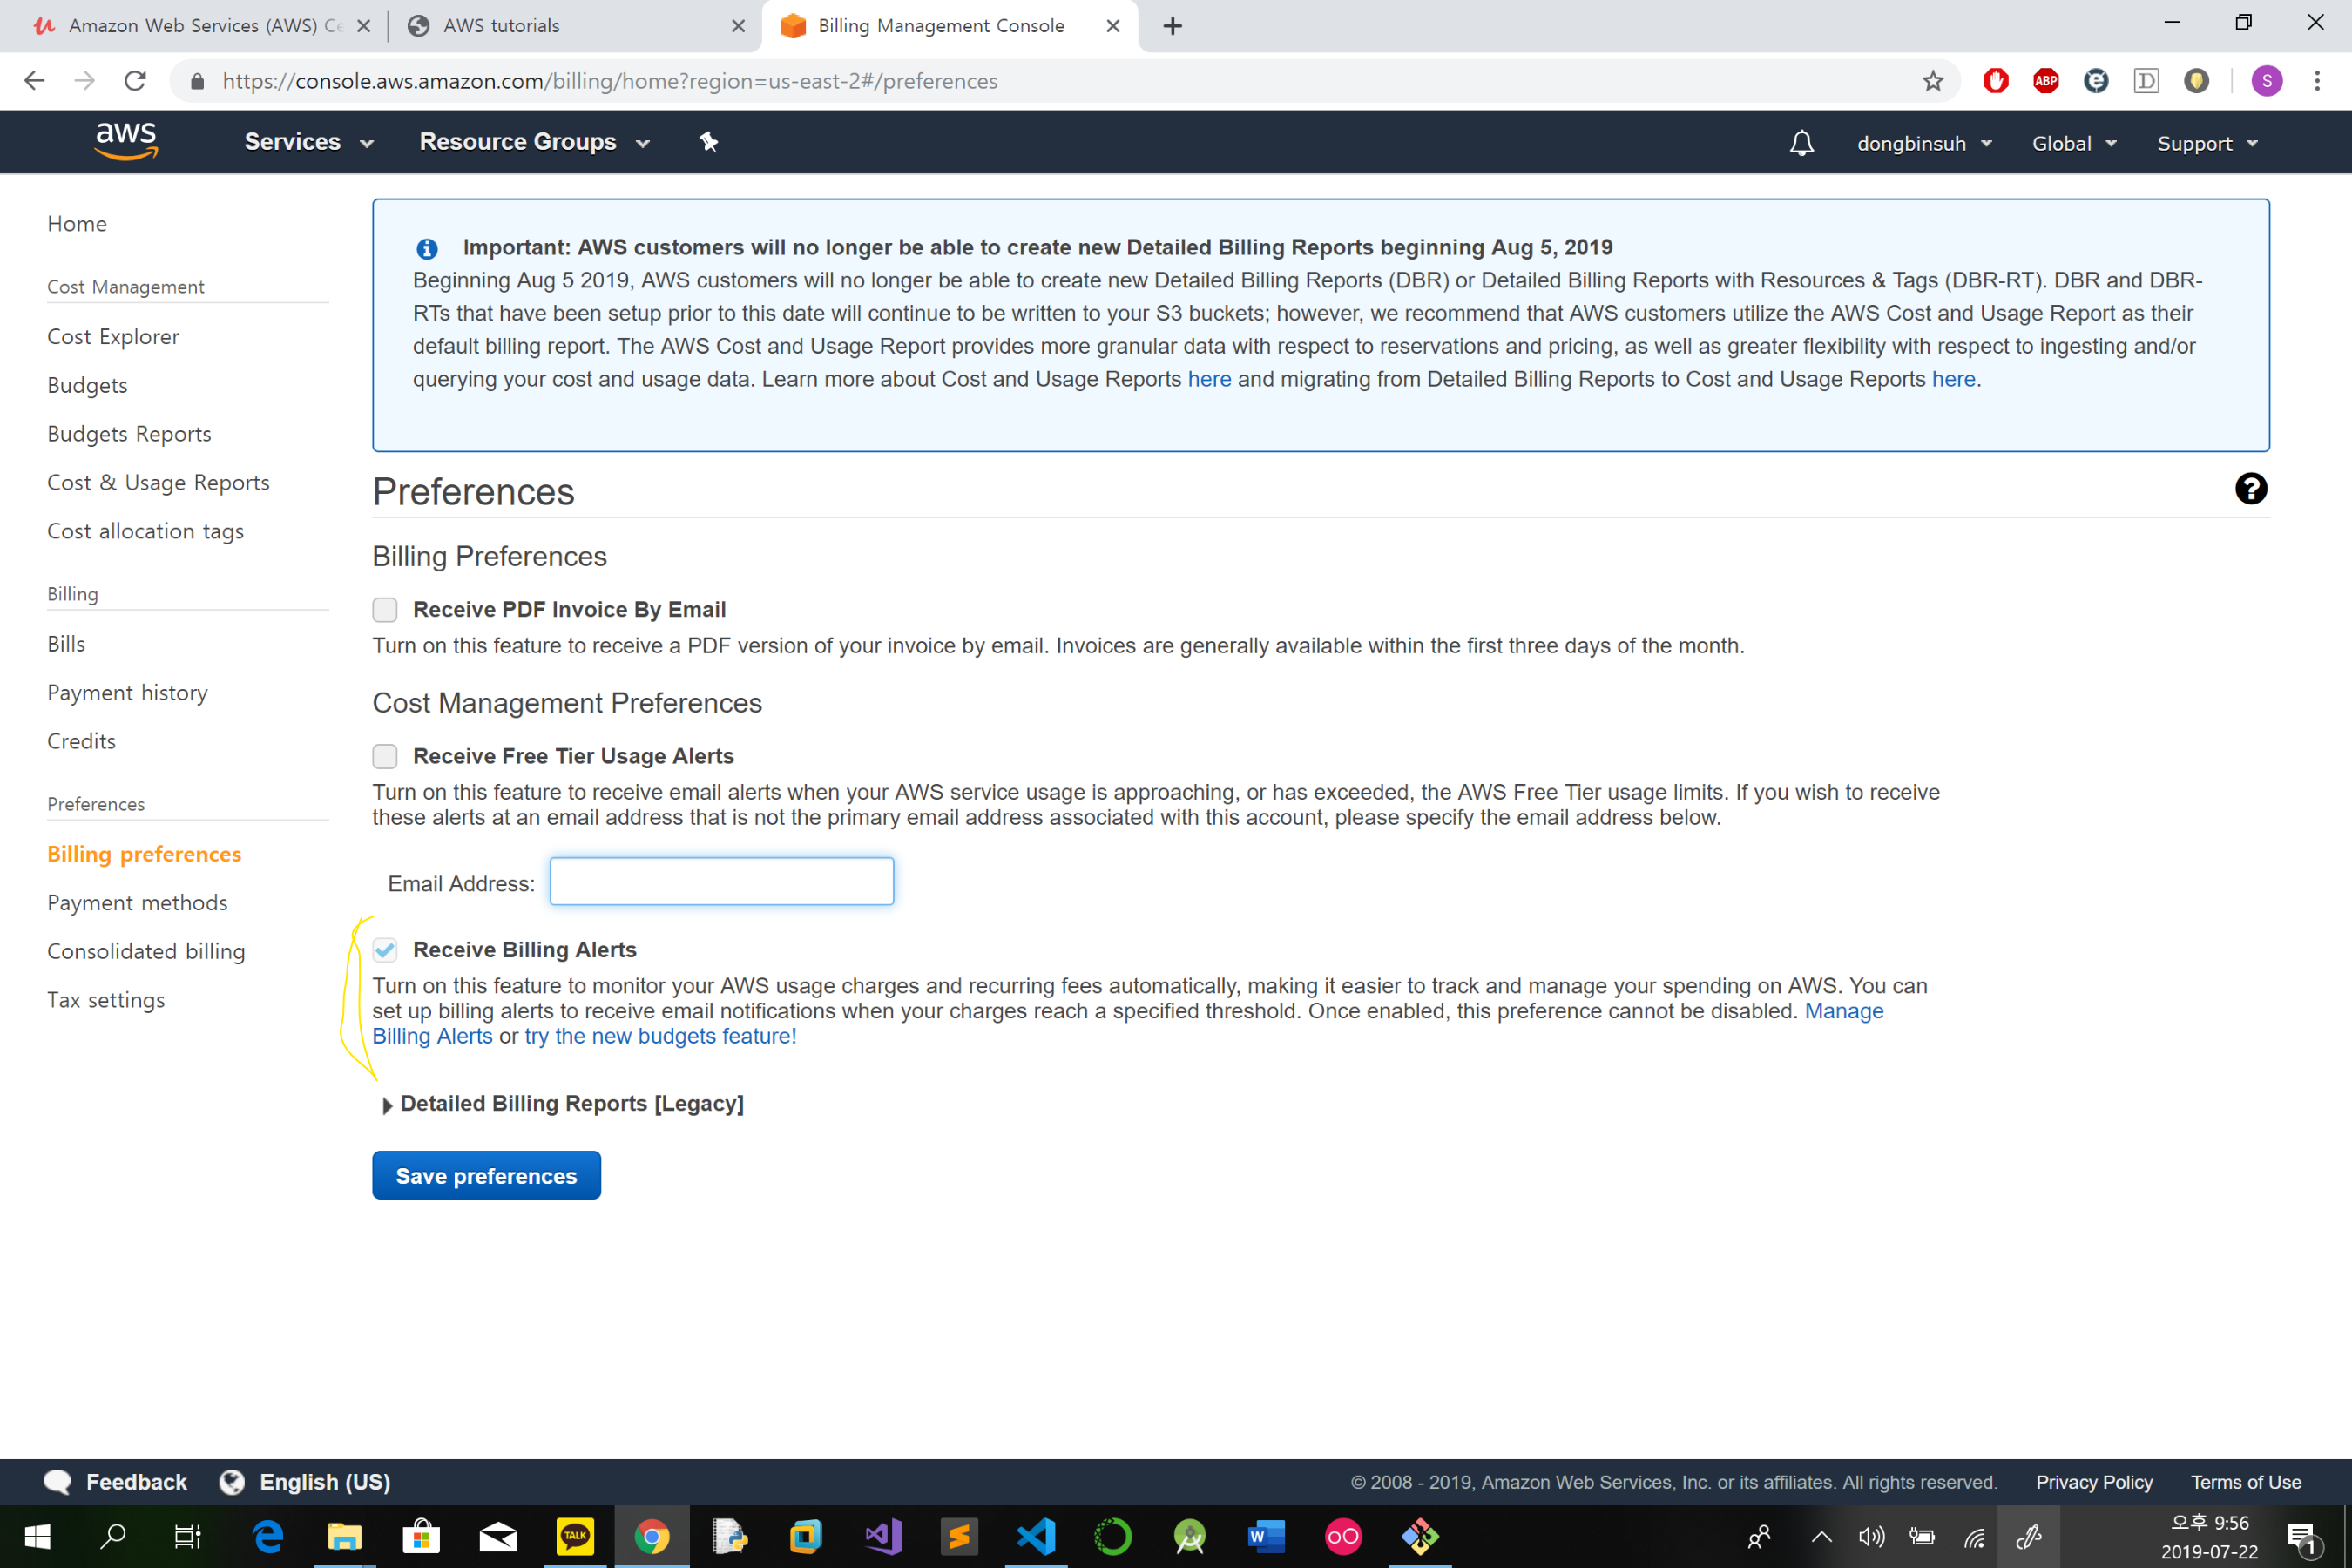 Amazon Web Services (AWS) Ce
AWS tutorials
Billing Management Console
https://console.aws.amazon.com/billing/home?region=us-east-2#/preferences
ABP
D
S
aws
Services
Resource Groups
dongbinsuh
Global
Support
Home
Cost Management
Cost Explorer
Budgets
Budgets Reports
Cost & Usage Reports
Cost allocation tags
Billing
Bills
Payment history
Credits
Preferences
Billing preferences
Payment methods
Consolidated billing
Tax settings
Important: AWS customers will no longer be able to create new Detailed Billing Reports beginning Aug 5, 2019
Beginning Aug 5 2019, AWS customers will no longer be able to create new Detailed Billing Reports (DBR) or Detailed Billing Reports with Resources & Tags (DBR-RT). DBR and DBR-
RTs that have been setup prior to this date will continue to be written to your S3 buckets; however, we recommend that AWS customers utilize the AWS Cost and Usage Report as their
default billing report. The AWS Cost and Usage Report provides more granular data with respect to reservations and pricing, as well as greater flexibility with respect to ingesting and/or
querying your cost and usage data. Learn more about Cost and Usage Reports here and migrating from Detailed Billing Reports to Cost and Usage Reports here.
Preferences
Billing Preferences
Receive PDF Invoice By Email
Turn on this feature to receive a PDF version of your invoice by email. Invoices are generally available within the first three days of the month.
Cost Management Preferences
Receive Free Tier Usage Alerts
Turn on this feature to receive email alerts when your AWS service usage is approaching, or has exceeded, the AWS Free Tier usage limits. If you wish to receive
these alerts at an email address that is not the primary email address associated with this account, please specify the email address below.
Email Address:
Receive Billing Alerts
Turn on this feature to monitor your AWS usage charges and recurring fees automatically, making it easier to track and manage your spending on AWS. You can
set up billing alerts to receive email notifications when your charges reach a specified threshold. Once enabled, this preference cannot be disabled. Manage
Billing Alerts or try the new budgets feature!
Detailed Billing Reports [Legacy]
Save preferences
Feedback
English (US)
© 2008 - 2019, Amazon Web Services, Inc. or its affiliates. All rights reserved.
Privacy Policy
Terms of Use
TALK
오후 9:56
2019-07-22
1